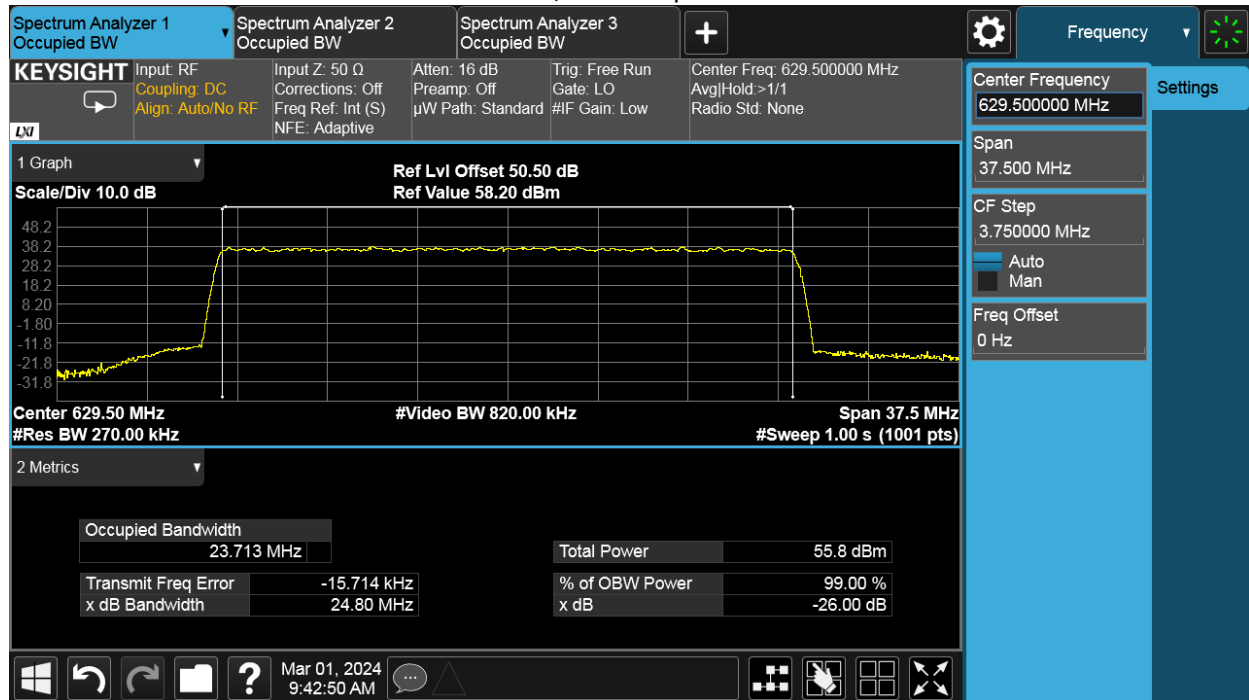 Spectrum Analyzer 1
Occupied BW
Spectrum Analyzer 2
Occupied BW
Spectrum Analyzer 3
Occupied BW
+
Frequency
KEYSIGHT
LXI
Input: RF
Coupling: DC
Align: Auto/No RF
Input Z: 50 Ω
Corrections: Off
Freq Ref: Int (S)
NFE: Adaptive
Atten: 16 dB
Preamp: Off
µW Path: Standard
Trig: Free Run
Gate: LO
#IF Gain: Low
Center Freq: 629.500000 MHz
Avg|Hold:>1/1
Radio Std: None
Center Frequency
629.500000 MHz
Settings
Span
37.500 MHz
CF Step
3.750000 MHz
Auto
Man
Freq Offset
0 Hz
1 Graph
Scale/Div 10.0 dB
Ref Lvl Offset 50.50 dB
Ref Value 58.20 dBm
48.2
38.2
28.2
18.2
8.20
-1.80
-11.8
-21.8
-31.8
Center 629.50 MHz
#Video BW 820.00 kHz
Span 37.5 MHz
#Res BW 270.00 kHz
#Sweep 1.00 s (1001 pts)
2 Metrics
Occupied Bandwidth
23.713 MHz
Total Power 55.8 dBm
Transmit Freq Error -15.714 kHz
% of OBW Power 99.00 %
x dB Bandwidth 24.80 MHz
x dB -26.00 dB
?
Mar 01, 2024
9:42:50 AM